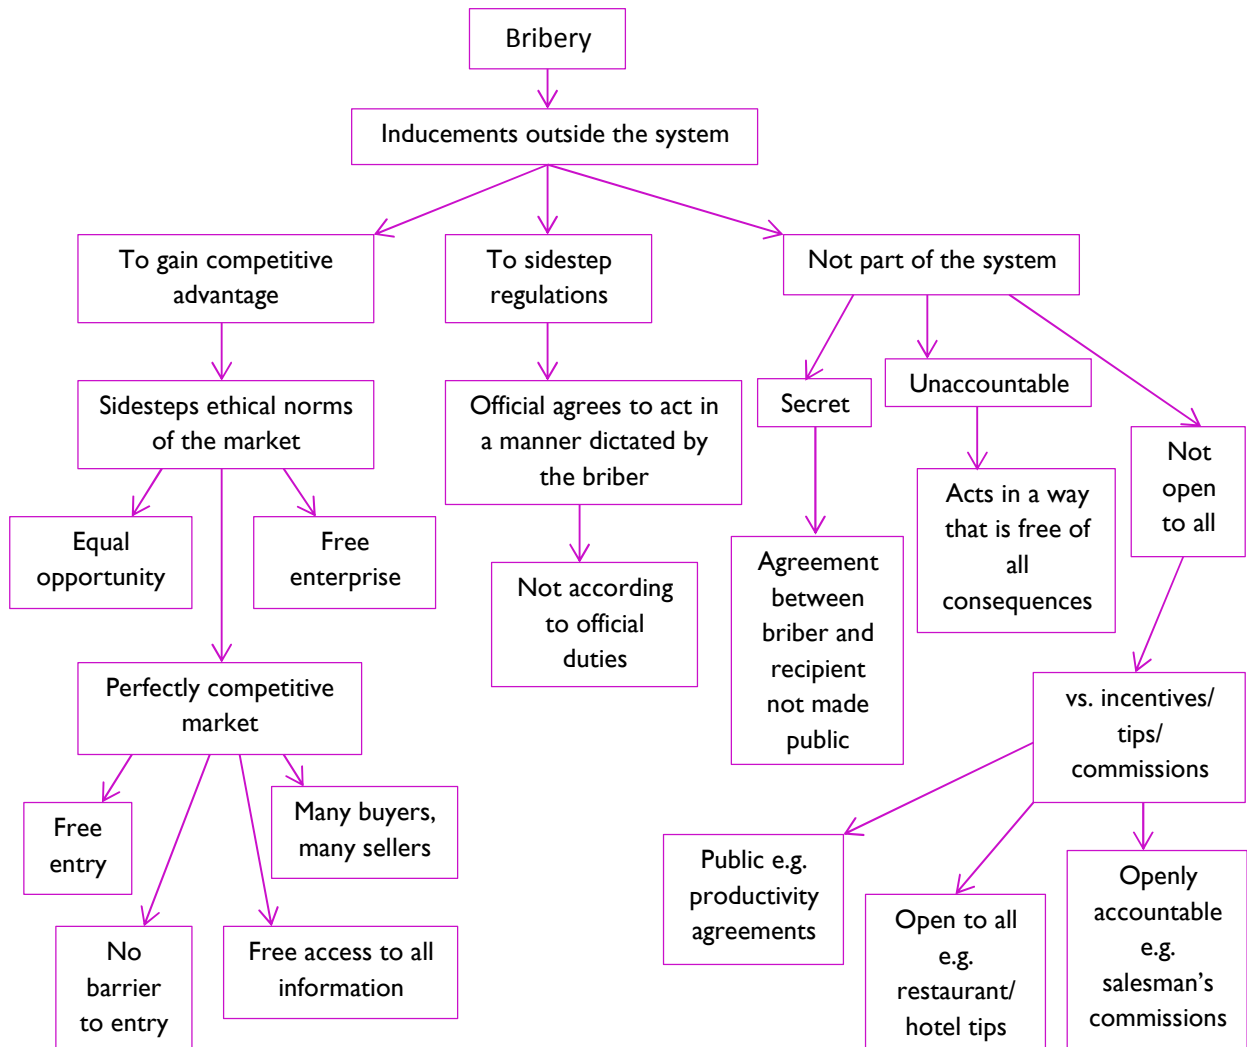 Bribery
Inducements outside the system
To gain competitive
advantage
To sidestep
regulations
Not part of the system
Sidesteps ethical norms
of the market
Official agrees to act in
a manner dictated by
the briber
Secret
Unaccountable
Not
open
to all
Equal
opportunity
Free
enterprise
Not according
to official
duties
Agreement
between
briber and
recipient
not made
public
Acts in a way
that is free of
all
consequences
Perfectly competitive
market
vs. incentives/
tips/
commissions
Free
entry
Many buyers,
many sellers
No
barrier
to entry
Free access to all
information
Public e.g.
productivity
agreements
Open to all
e.g.
restaurant/
hotel tips
Openly
accountable
e.g.
salesman’s
commissions